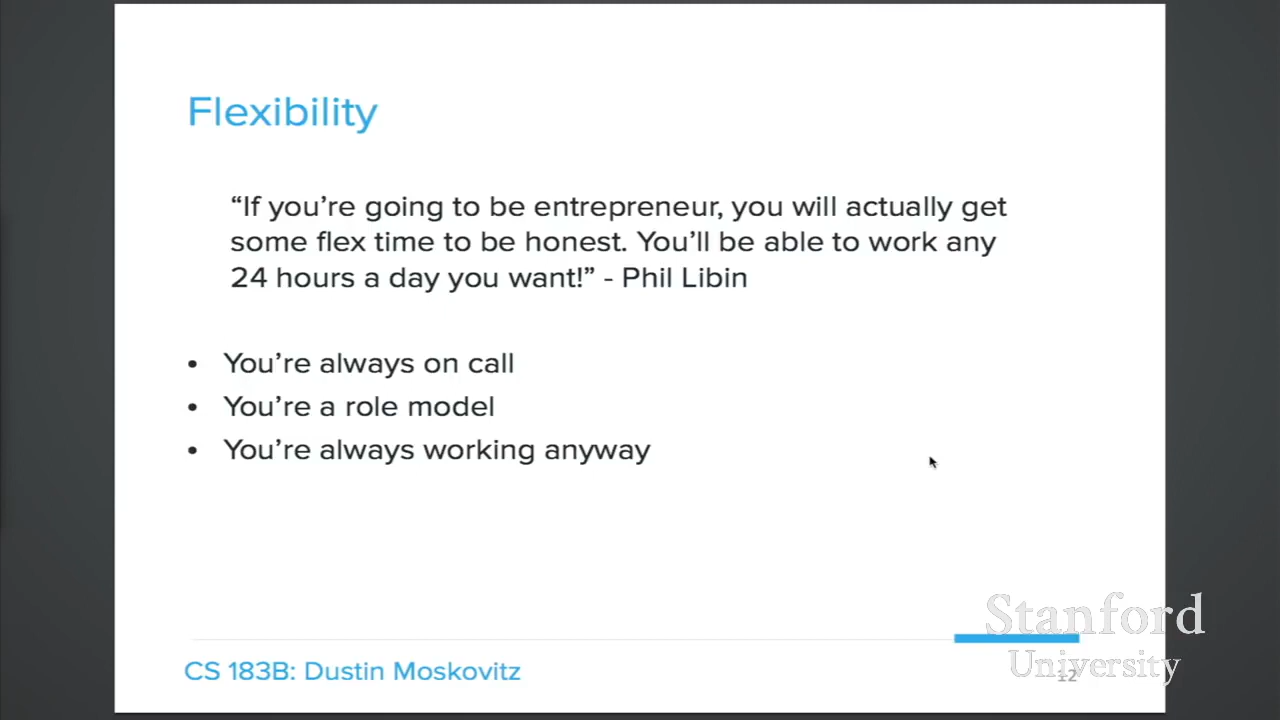 Flexibility
“If you’re going to be entrepreneur, you will actually get
some flex time to be honest. You’ll be able to work any
24 hours a day you want!” - Phil Libin
• You’re always on call
• You’re a role model
• You’re always working anyway
Stanford
University
CS 183B: Dustin Moskovitz
12